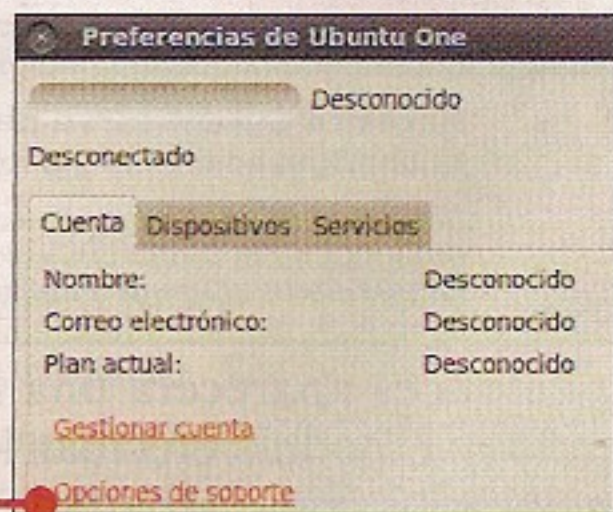 Preferencias de Ubuntu One
Desconocido
Desconectado
Cuenta Dispositivos Servicios
Nombre: Desconocido
Correo electrónico: Desconocido
Plan actual: Desconocido
Gestionar cuenta
Opciones de soporte